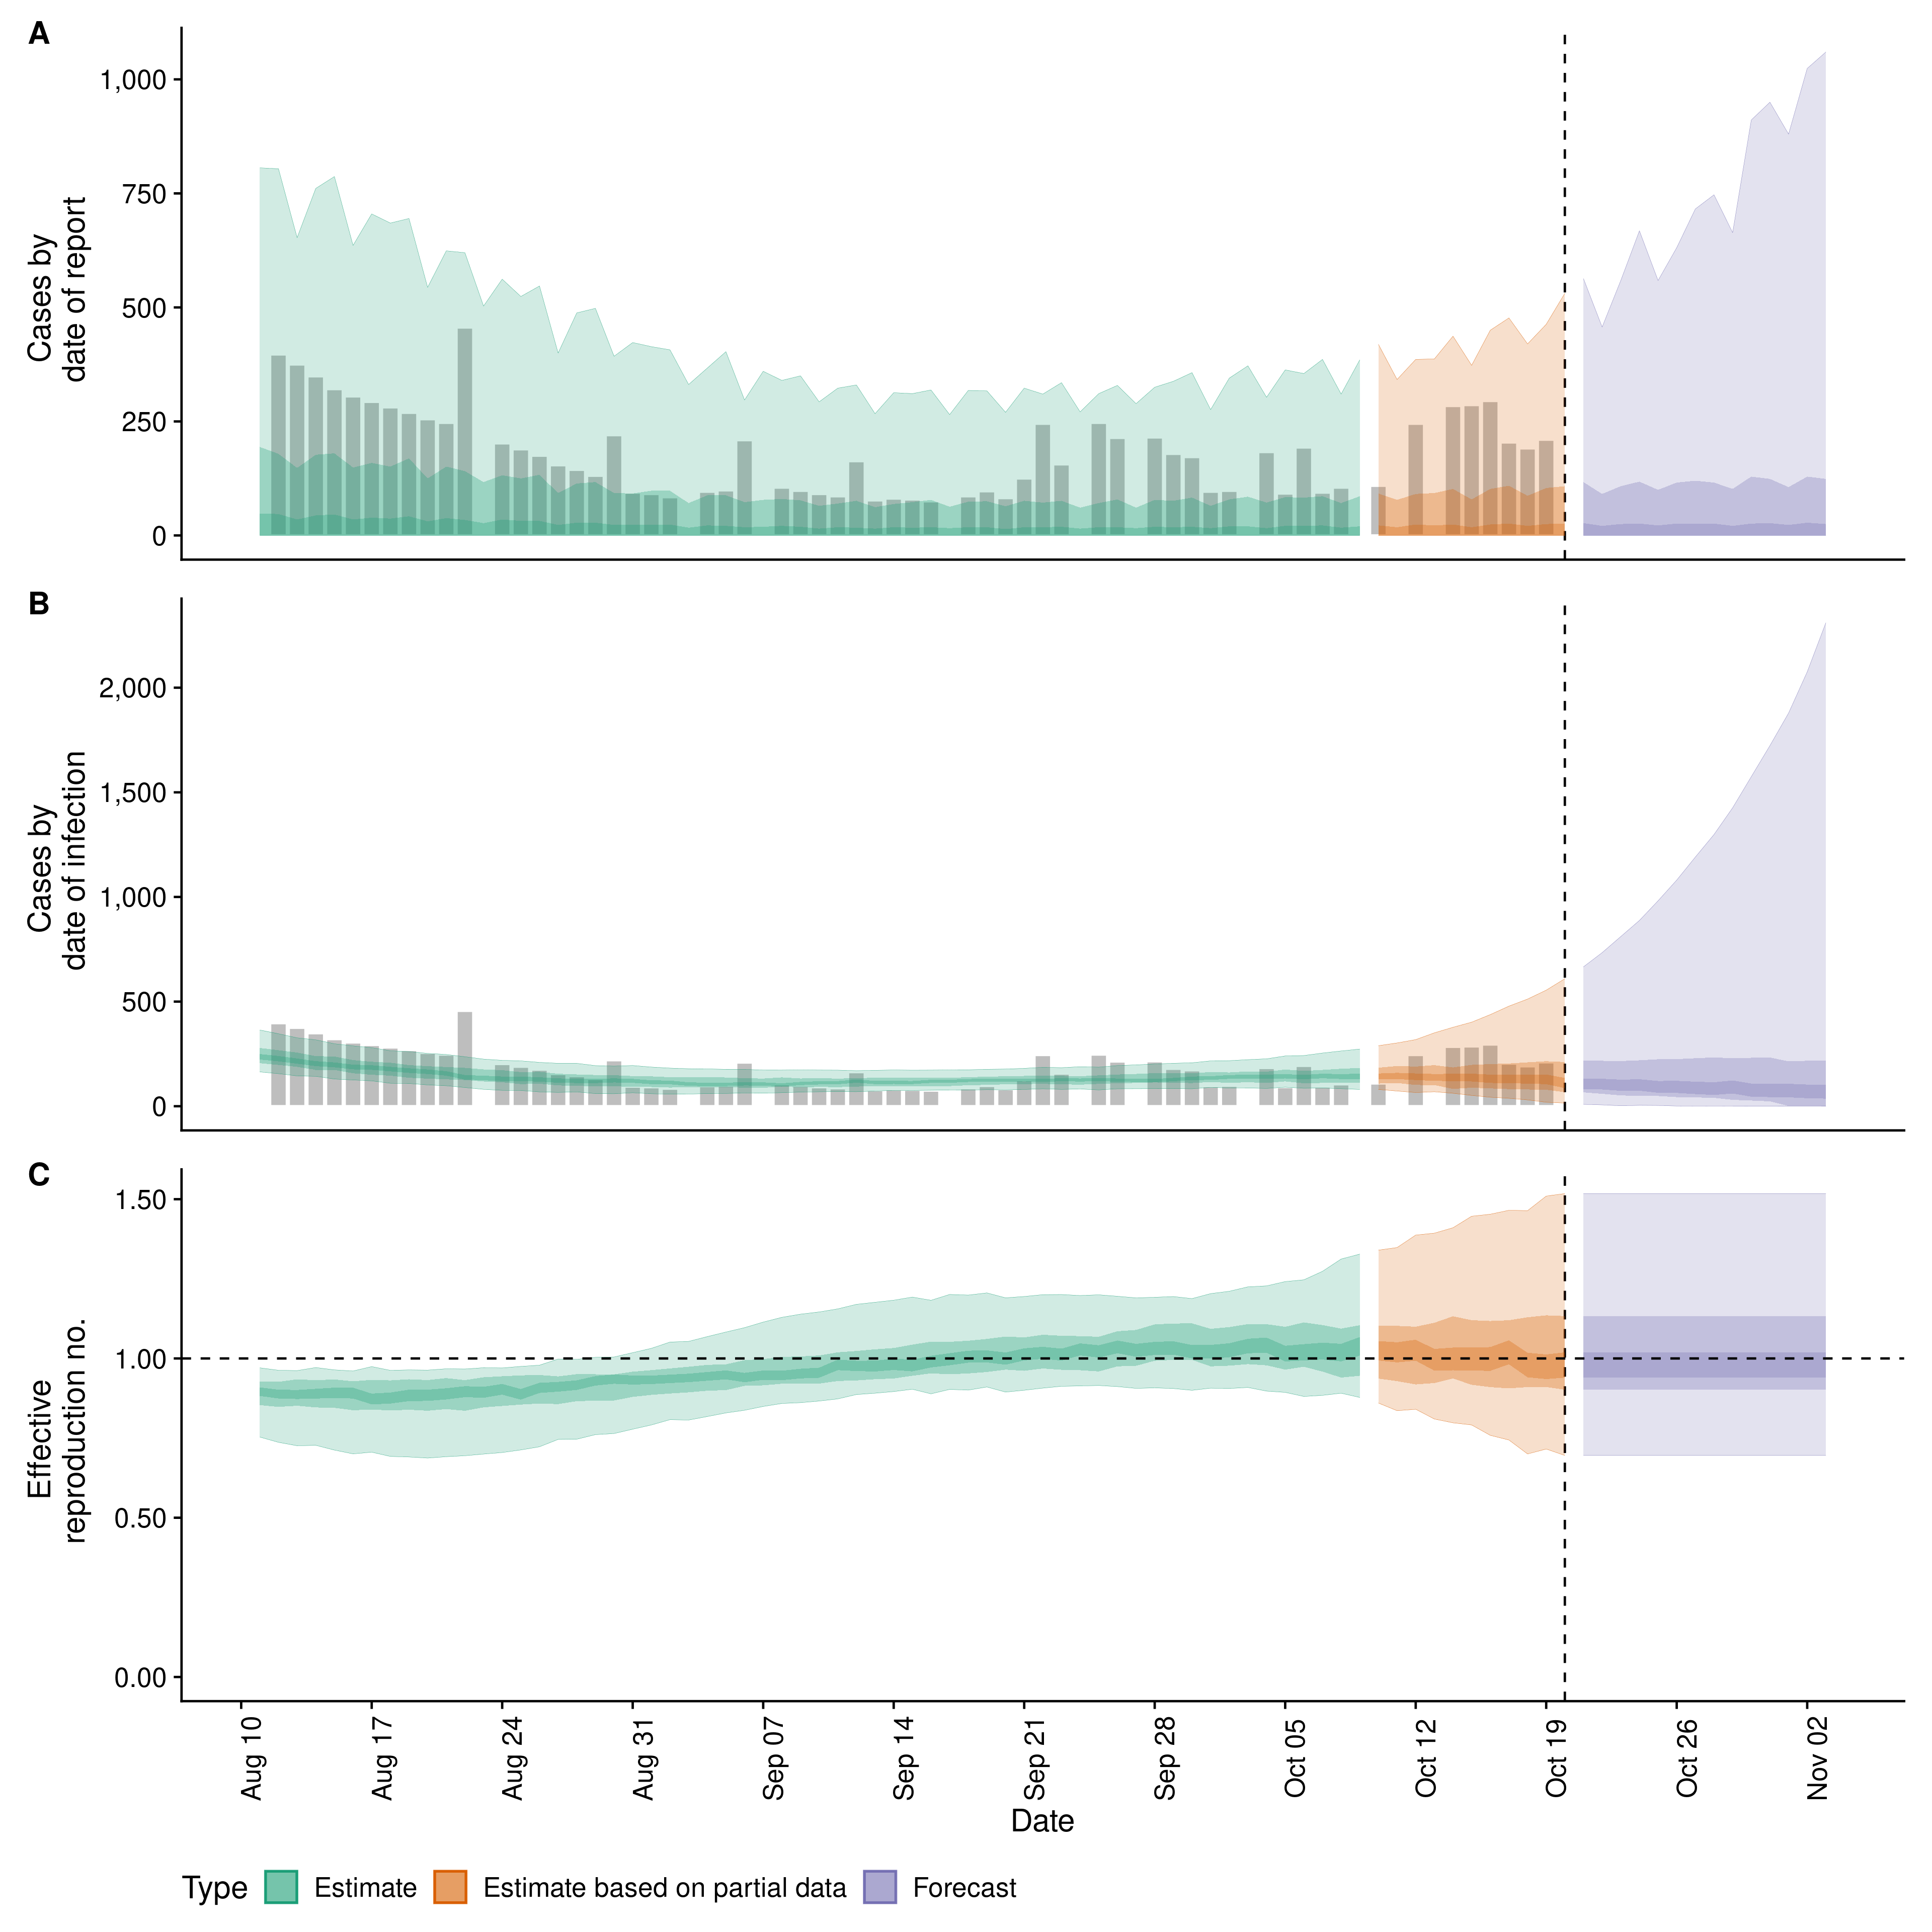 A
1,000
750
500
250
0
Cases by
date of report
B
2,000
1,500
1,000
500
0
Cases by
date of infection
C
1.50
1.00
0.50
0.00
Effective
reproduction no.
Aug 10
Aug 17
Aug 24
Aug 31
Sep 07
Sep 14
Sep 21
Sep 28
Oct 05
Oct 12
Oct 19
Oct 26
Nov 02
Date
Type Estimate Estimate based on partial data Forecast